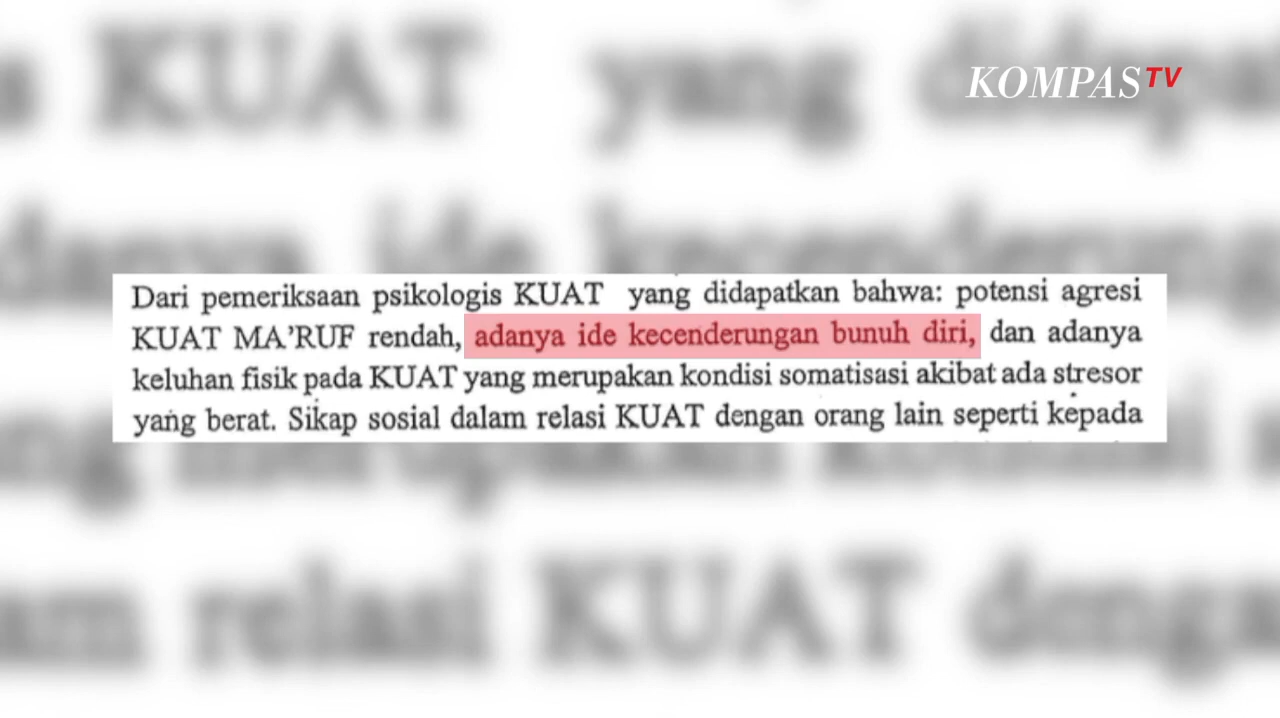 KOMPASTV
Dari pemeriksaan psikologis KUAT yang didapatkan bahwa: potensi agresi
KUAT MA'RUF rendah, adanya ide kecenderungan bunuh diri, dan adanya
keluhan fisik pada KUAT yang merupakan kondisi somatisasi akibat ada stresor
yang berat. Sikap sosial dalam relasi KUAT dengan orang lain seperti kepada